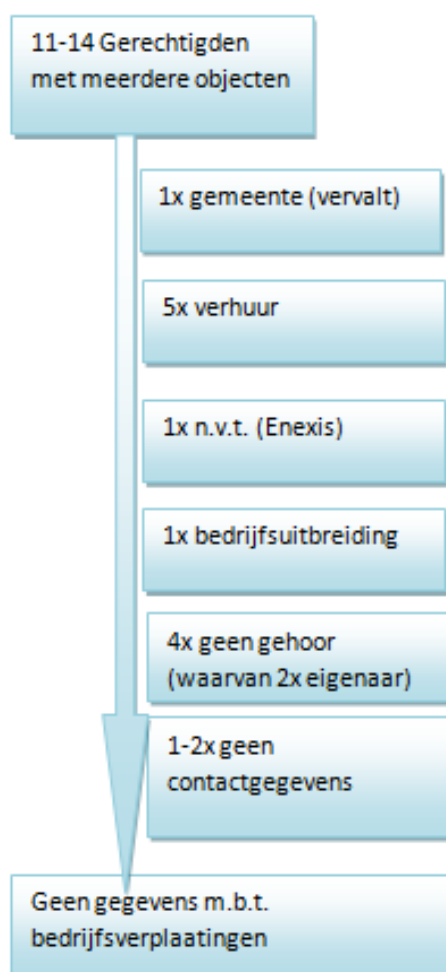 11-14 Gerechtigden
met meerdere objecten
1x gemeente (vervalt)
5x verhuur
1x n.v.t. (Enexis)
1x bedrijfsuitbreiding
4x geen gehoor
(waarvan 2x eigenaar)
1-2x geen
contactgegevens
Geen gegevens m.b.t.
bedrijfsverplaatingen